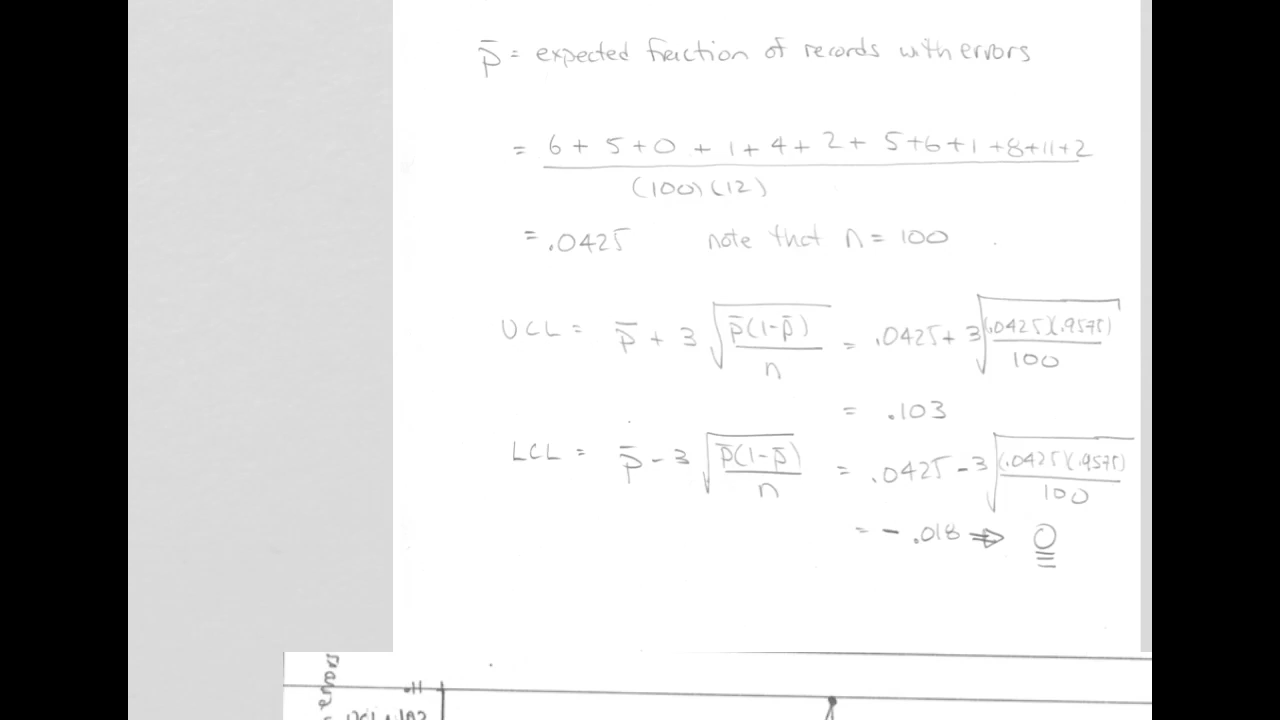 p̄ = expected fraction of records with errors
= 6 + 5 + 0 + 1 + 4 + 2 + 5 + 6 + 1 + 8 + 11 + 2
(100)(12)
= .0425 note that n = 100
UCL = p̄ + 3 √ p̄(1-p̄) / n = .0425 + 3 √ (.0425)(.9575) / 100
= .103
LCL = p̄ - 3 √ p̄(1-p̄) / n = .0425 - 3 √ (.0425)(.9575) / 100
= - .018 ⇒ 0
.11